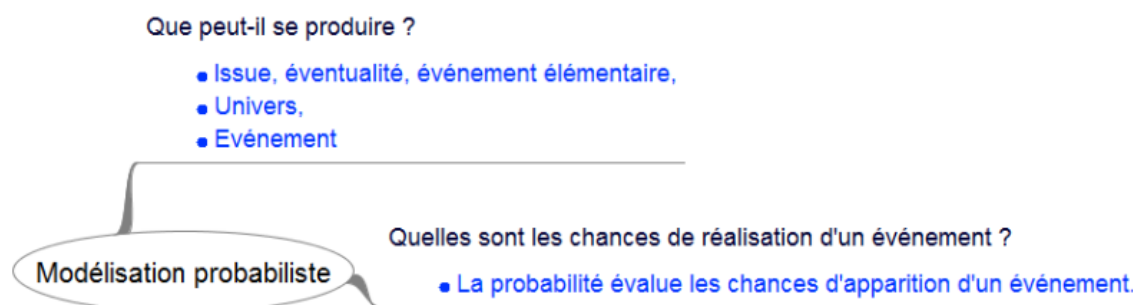 Que peut-il se produire ?
• Issue, éventualité, événement élémentaire,
• Univers,
• Evénement
Quelles sont les chances de réalisation d'un événement ?
Modélisation probabiliste
• La probabilité évalue les chances d'apparition d'un événement.